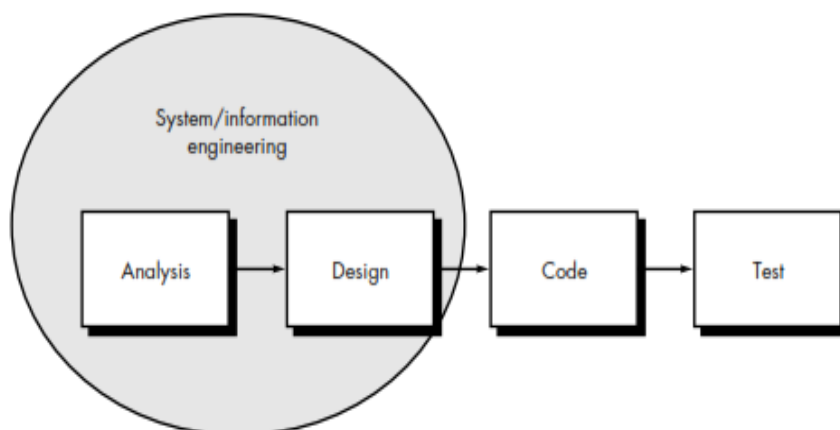 System/information
engineering
Analysis
Design
Code
Test